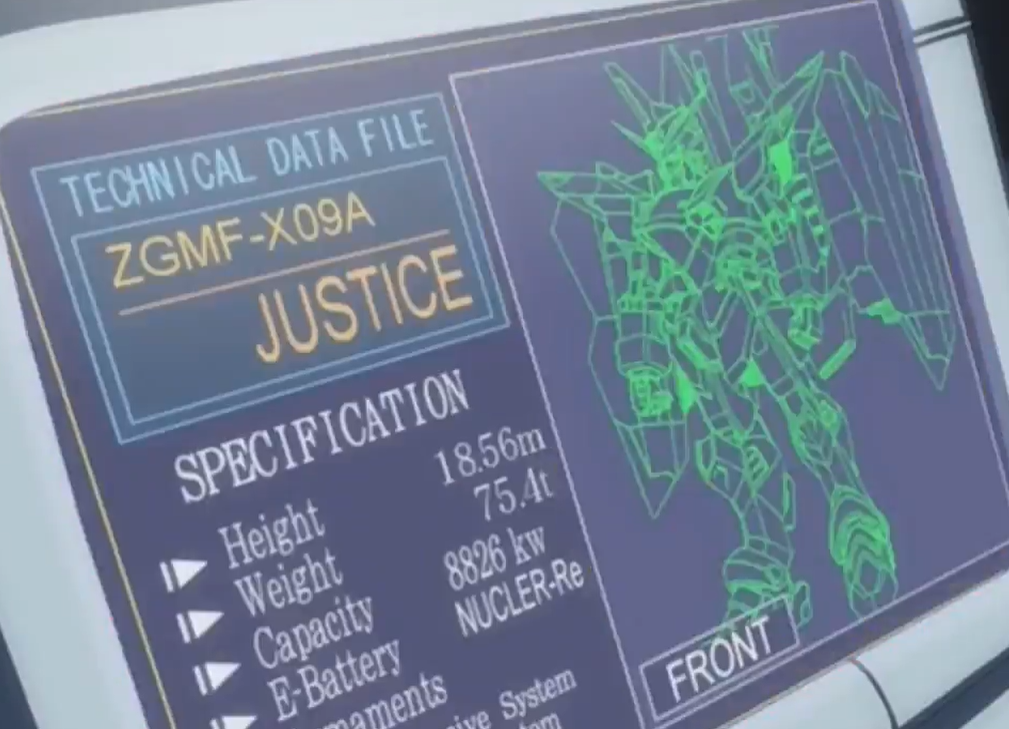 TECHNICAL DATA FILE
ZGMF-X09A
JUSTICE
SPECIFICATION
Height 18.56m
Weight 75.4t
Capacity 8826 kw
E-Battery NUCLER-Re
System
FRONT